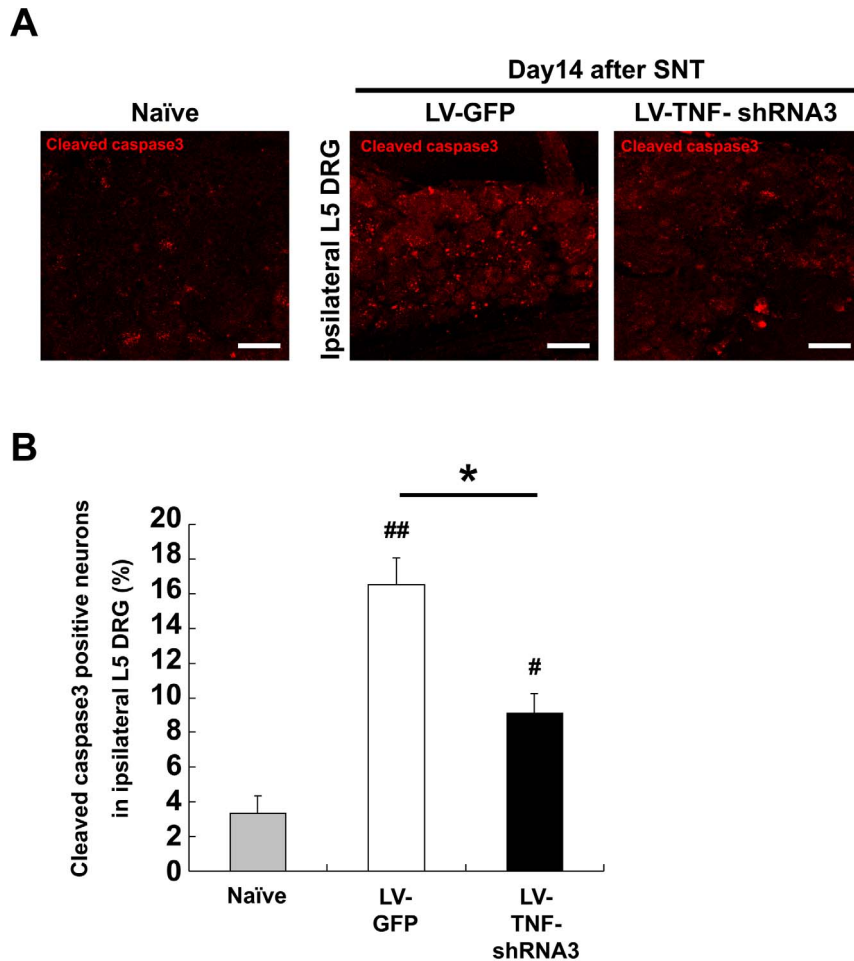 A
Day14 after SNT
Naïve
LV-GFP
LV-TNF- shRNA3
Ipsilateral L5 DRG
Cleaved caspase3
Cleaved caspase3
Cleaved caspase3
B
Cleaved caspase3 positive neurons
in ipsilateral L5 DRG (%)
20
18
16
14
12
10
8
6
4
2
0
*
##
#
Naïve
LV-
GFP
LV-
TNF-
shRNA3